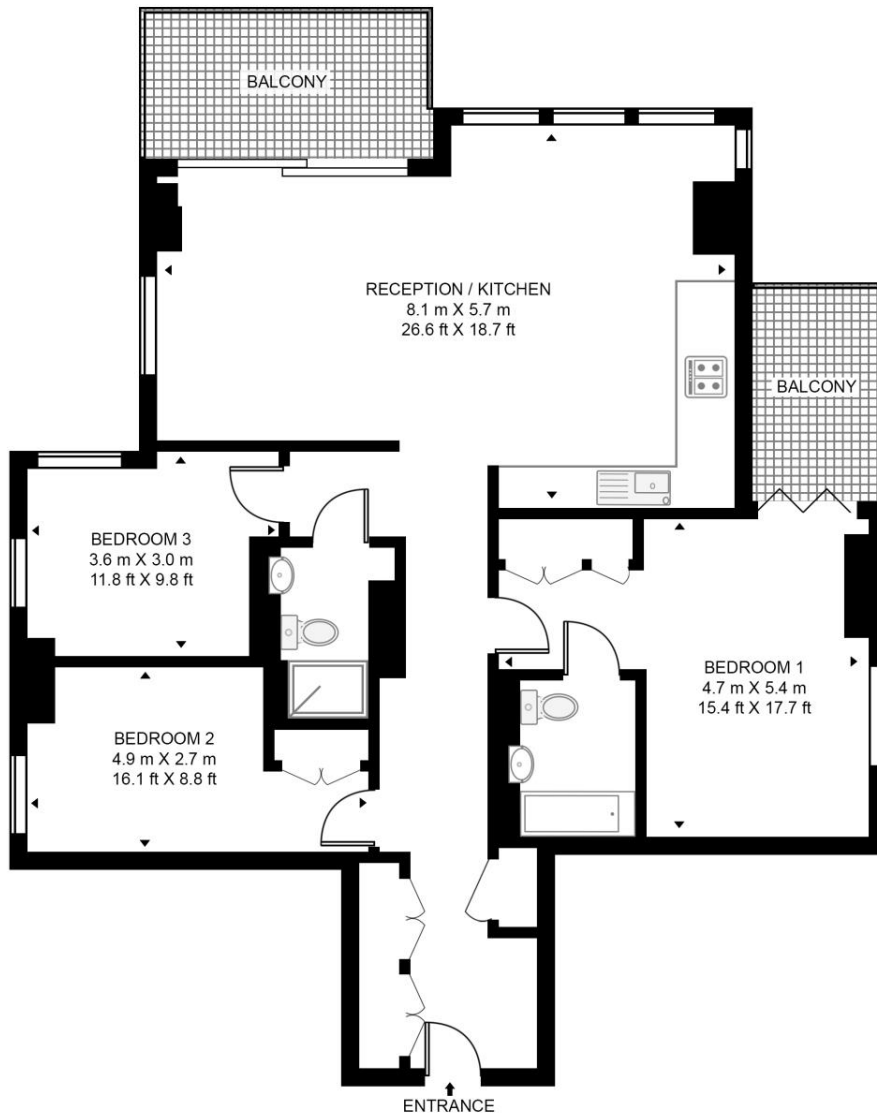 BALCONY
RECEPTION / KITCHEN
8.1 m X 5.7 m
26.6 ft X 18.7 ft
BALCONY
BEDROOM 3
3.6 m X 3.0 m
11.8 ft X 9.8 ft
BEDROOM 1
4.7 m X 5.4 m
15.4 ft X 17.7 ft
BEDROOM 2
4.9 m X 2.7 m
16.1 ft X 8.8 ft
ENTRANCE